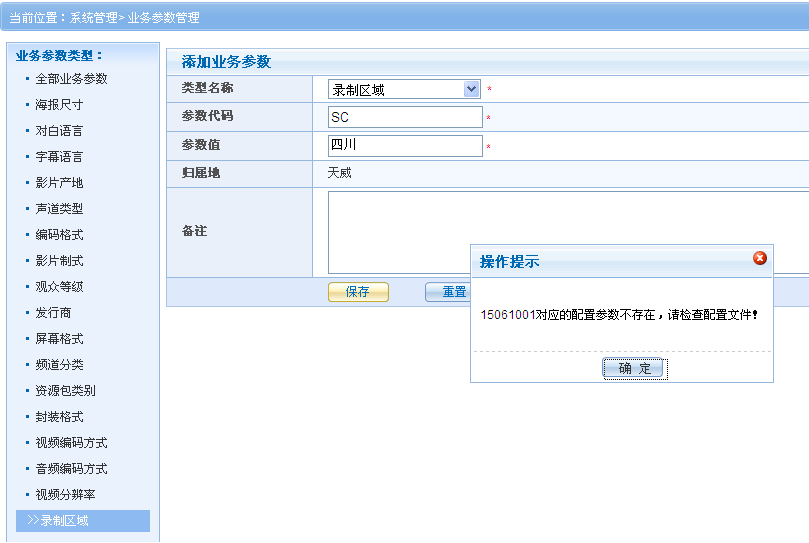 当前位置：系统管理> 业务参数管理
业务参数类型：
全部业务参数
海报尺寸
对白语言
字幕语言
影片产地
声道类型
编码格式
影片制式
观众等级
发行商
屏幕格式
频道分类
资源包类别
封装格式
视频编码方式
音频编码方式
视频分辨率
>>录制区域
添加业务参数
类型名称 录制区域 *
参数代码 SC *
参数值 四川 *
归属地 天威
备注
保存 重置
操作提示
15061001对应的配置参数不存在，请检查配置文件!
确 定